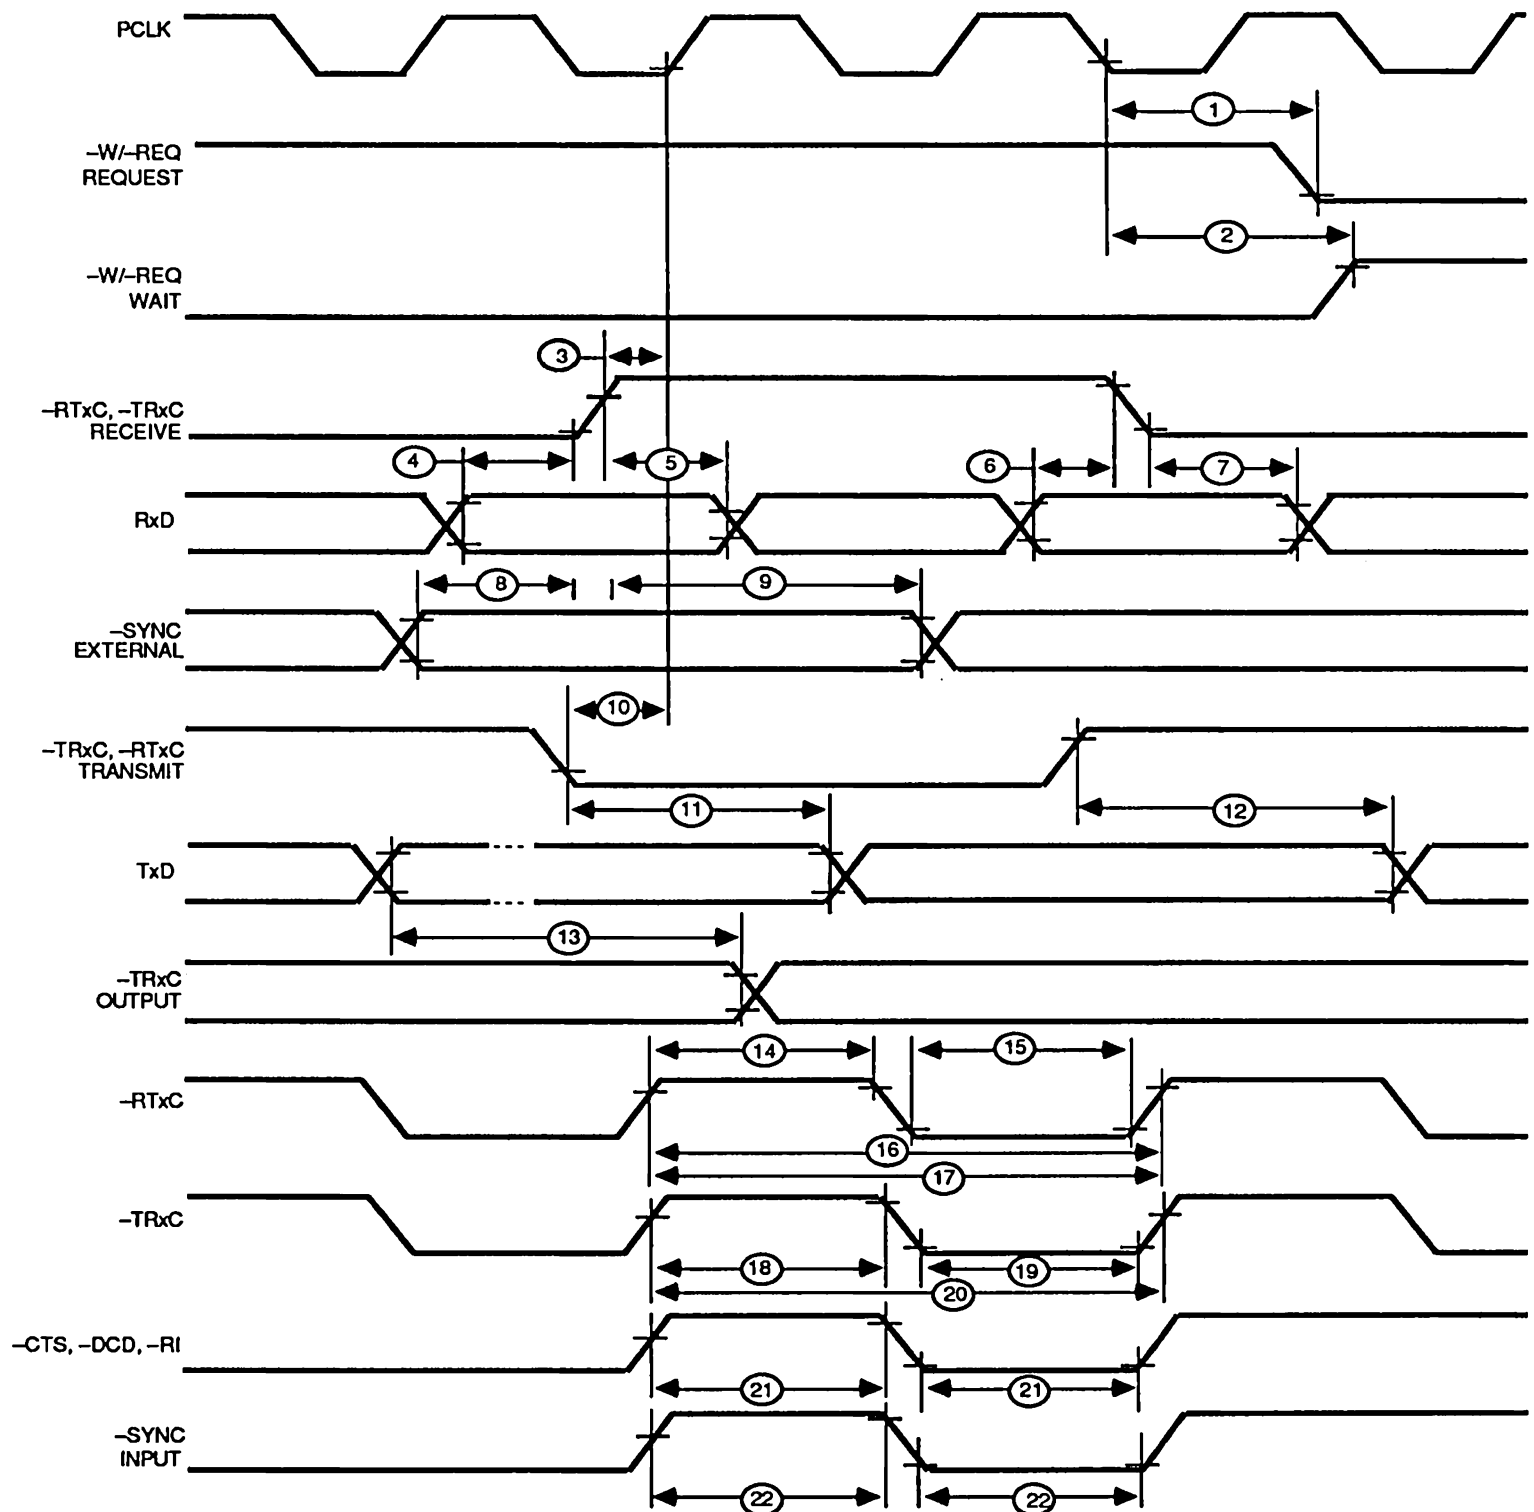 PCLK
1
–W/–REQ
REQUEST
2
–W/–REQ
WAIT
3
–RTxC, –TRxC
RECEIVE
4
5
6
7
RxD
8
9
–SYNC
EXTERNAL
10
–TRxC, –RTxC
TRANSMIT
11
12
TxD
13
–TRxC
OUTPUT
14
15
–RTxC
16
17
–TRxC
18
19
20
–CTS, –DCD, –RI
21
21
–SYNC
INPUT
22
22